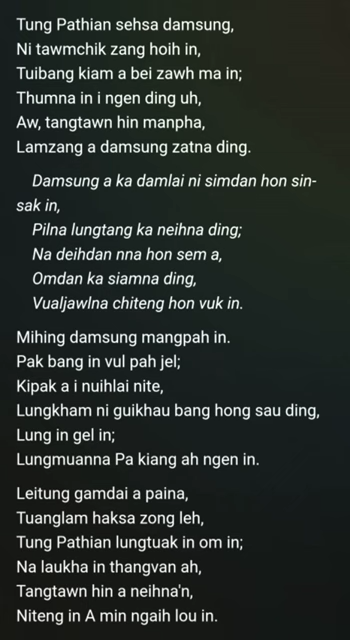 Tung Pathian sehsa damsung,
Ni tawmchik zang hoih in,
Tuibang kiam a bei zawh ma in;
Thumna in i ngen ding uh,
Aw, tangtawn hin manpha,
Lamzang a damsung zatna ding.
Damsung a ka damlai ni simdan hon sin-
sak in,
Pilna lungtang ka neihna ding;
Na deihdan nna hon sem a,
Omdan ka siamna ding,
Vualjawlna chiteng hon vuk in.
Mihing damsung mangpah in.
Pak bang in vul pah jel;
Kipak a i nuihlai nite,
Lungkham ni guikhau bang hong sau ding,
Lung in gel in;
Lungmuanna Pa kiang ah ngen in.
Leitung gamdai a paina,
Tuanglam haksa zong leh,
Tung Pathian lungtuak in om in;
Na laukha in thangvan ah,
Tangtawn hin a neihna'n,
Niteng in A min ngaih lou in.